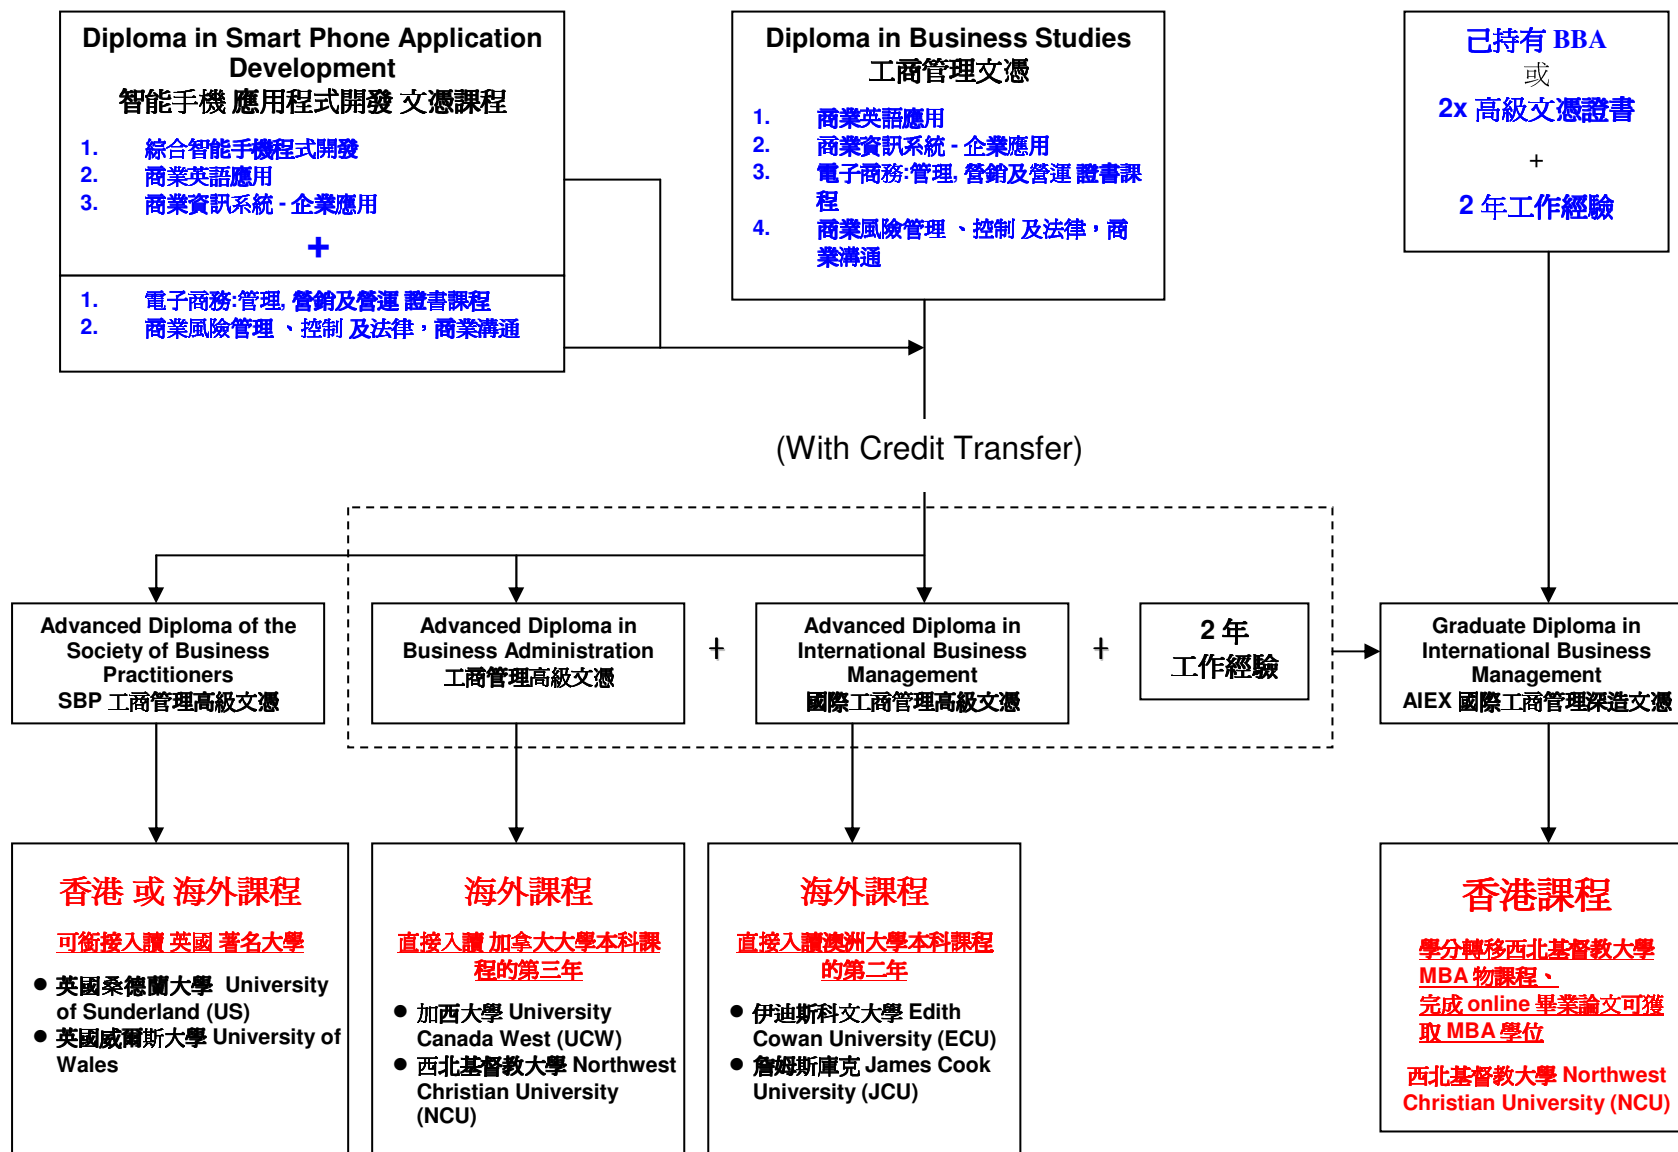 Diploma in Smart Phone Application
Development
智能手機 應用程式開發 文憑課程
1. 綜合智能手機程式開發
2. 商業英語應用
3. 商業資訊系統 - 企業應用
+
1. 電子商務:管理, 營銷及營運 證書課程
2. 商業風險管理 、控制 及法律，商業溝通
Diploma in Business Studies
工商管理文憑
1. 商業英語應用
2. 商業資訊系統 - 企業應用
3. 電子商務:管理, 營銷及營運 證書課
程
4. 商業風險管理 、控制 及法律，商
業溝通
已持有 BBA
或
2x 高級文憑證書
+
2 年工作經驗
(With Credit Transfer)
Advanced Diploma of the
Society of Business
Practitioners
SBP 工商管理高級文憑
Advanced Diploma in
Business Administration
工商管理高級文憑
+
Advanced Diploma in
International Business
Management
國際工商管理高級文憑
+
2 年
工作經驗
Graduate Diploma in
International Business
Management
AIEX 國際工商管理深造文憑
香港 或 海外課程
可銜接入讀 英國 著名大學
● 英國桑德蘭大學 University
of Sunderland (US)
● 英國威爾斯大學 University of
Wales
海外課程
直接入讀 加拿大大學本科課
程的第三年
● 加西大學 University
Canada West (UCW)
● 西北基督教大學 Northwest
Christian University
(NCU)
海外課程
直接入讀澳洲大學本科課程
的第二年
● 伊迪斯科文大學 Edith
Cowan University (ECU)
● 詹姆斯庫克 James Cook
University (JCU)
香港課程
學分轉移西北基督教大學
MBA 物課程、
完成 online 畢業論文可獲
取 MBA 學位
西北基督教大學 Northwest
Christian University (NCU)